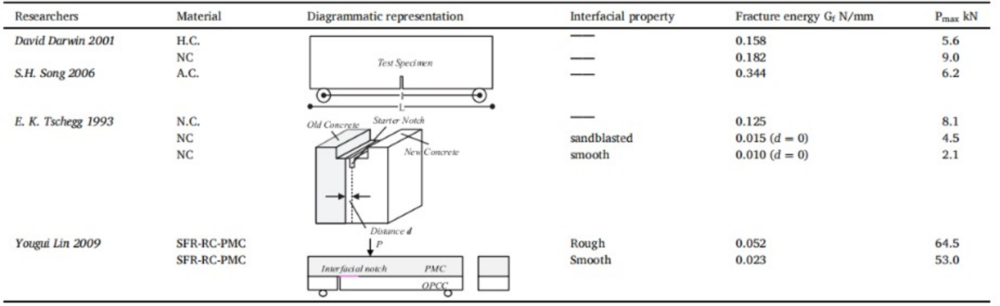 Researchers Material Diagrammatic representation Interfacial property Fracture energy Gf N/mm Pmax kN
David Darwin 2001 H.C. —— 0.158 5.6
NC —— 0.182 9.0
Test Specimen
S.H. Song 2006 A.C. —— 0.344 6.2
l
L
E. K. Tschegg 1993 N.C. —— 0.125 8.1
Old Concrete Starter Notch
NC sandblasted 0.015 (d = 0) 4.5
NC New Concrete smooth 0.010 (d = 0) 2.1
Distance d
Yougui Lin 2009 SFR-RC-PMC P Rough 0.052 64.5
SFR-RC-PMC Smooth 0.023 53.0
Interfacial notch PMC
OPCC